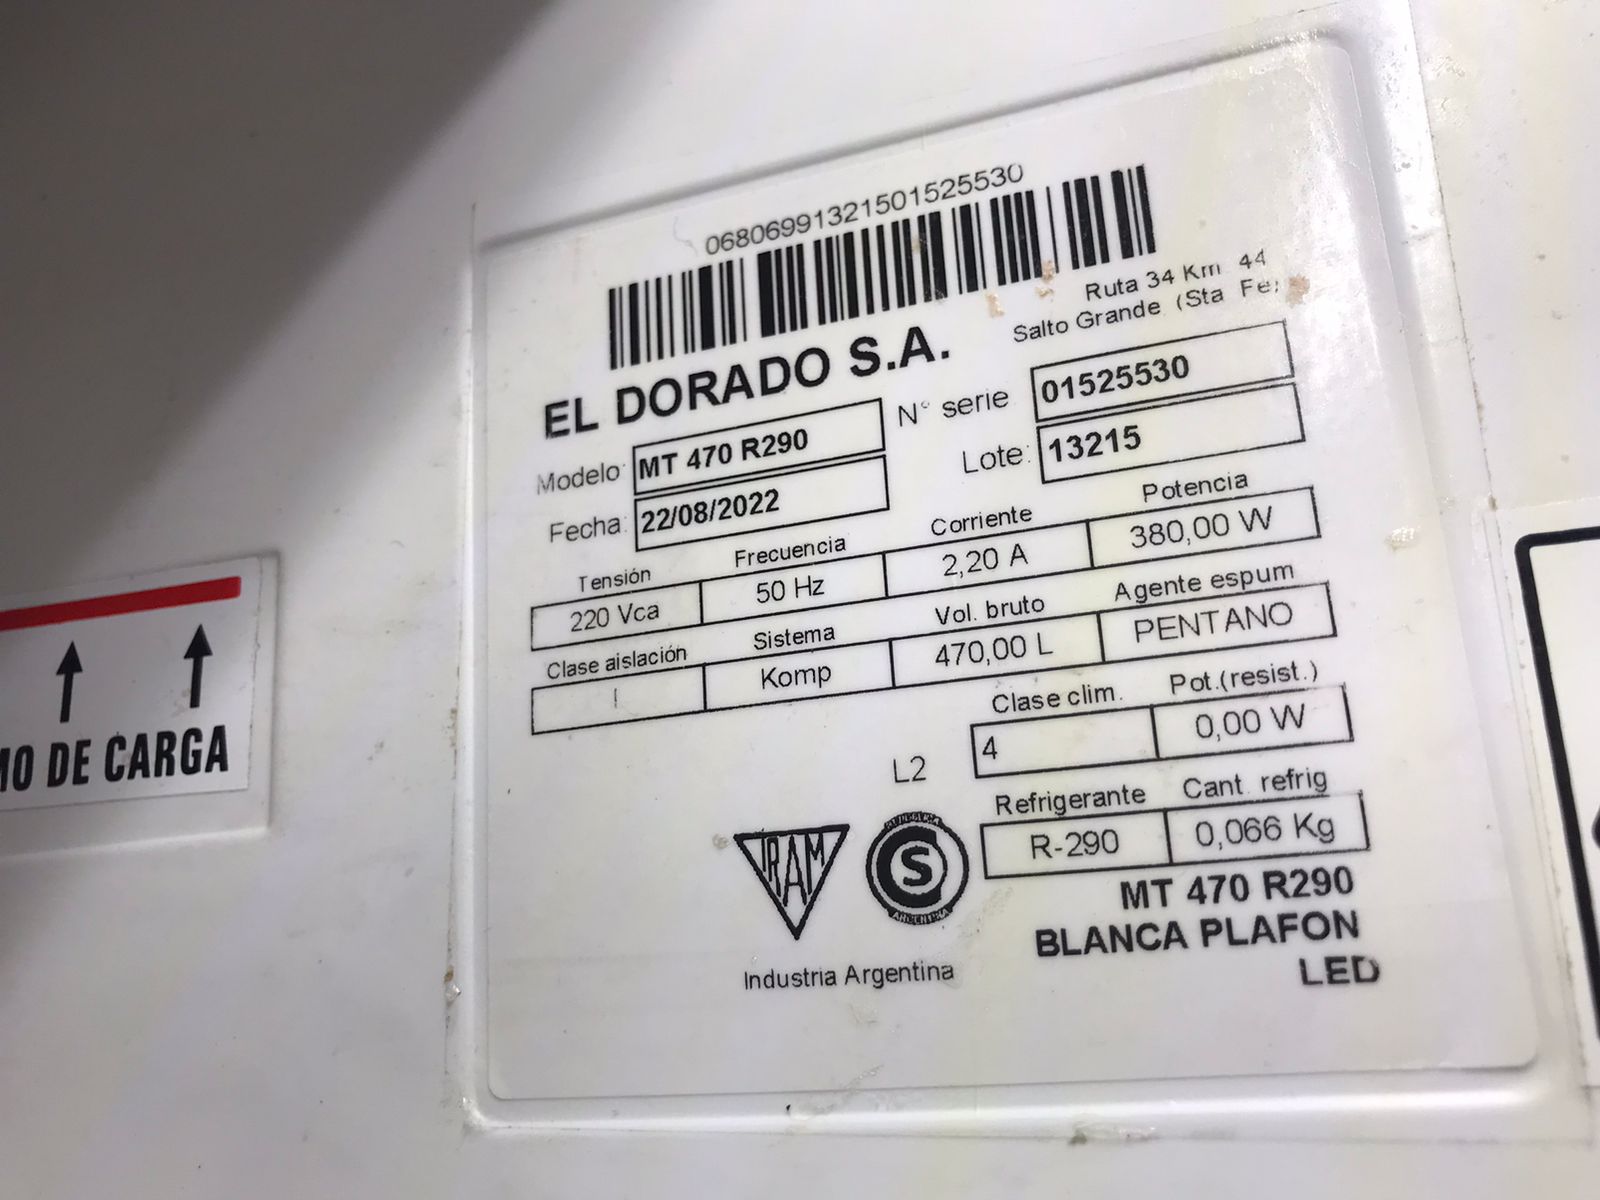 06806991321501525530
Ruta 34 Km 44
Salto Grande (Sta Fe)
EL DORADO S.A.
Modelo: MT 470 R290
N° serie 01525530
Fecha: 22/08/2022
Lote: 13215
Tensión Frecuencia Corriente Potencia
220 Vca 50 Hz 2,20 A 380,00 W
Clase aislación Sistema Vol. bruto Agente espum
I Komp 470,00 L PENTANO
Clase clim. Pot.(resist.)
L2 4 0,00 W
Refrigerante Cant. refrig
R-290 0,066 Kg
IRAM
S
ARGENTINA
MT 470 R290
BLANCA PLAFON
LED
Industria Argentina
DE CARGA